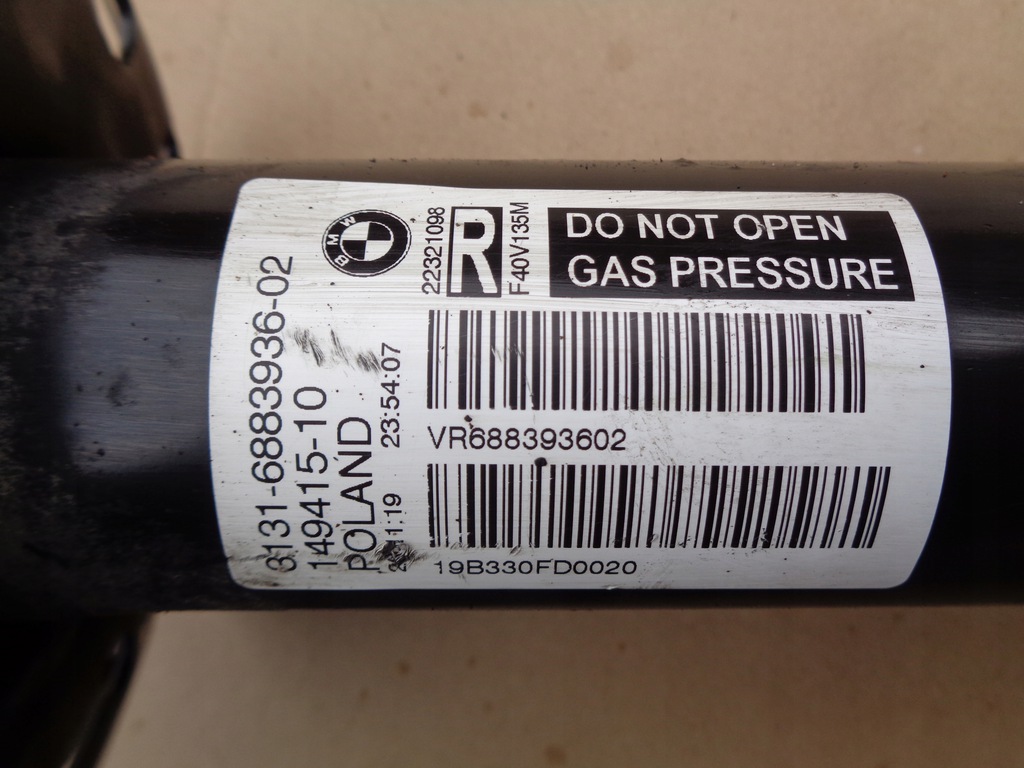 BMW
22321098
R
F40V135M
DO NOT OPEN
GAS PRESSURE
3131-6883936-02
149415-10
POLAND
23:54:07
VR688393602
19B330FD0020